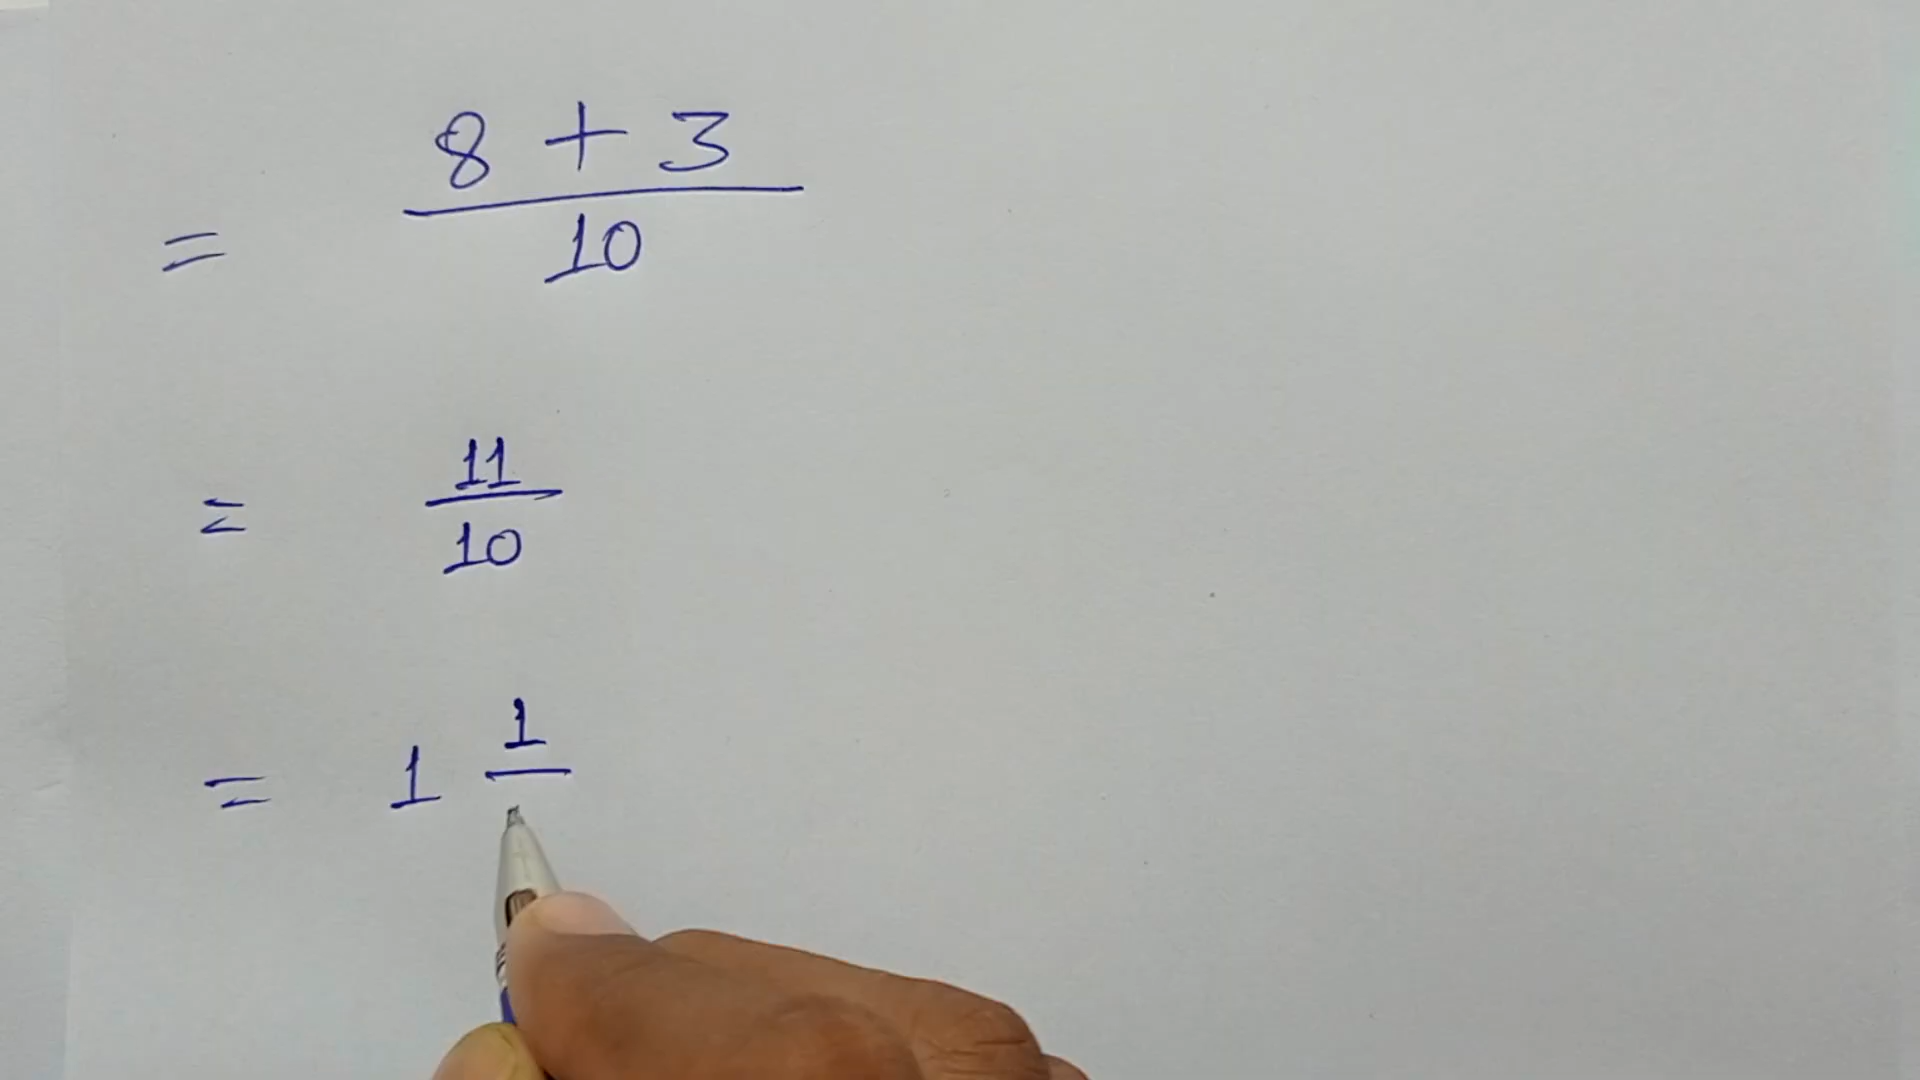 = 8 + 3 / 10
= 11 / 10
= 1 1 /